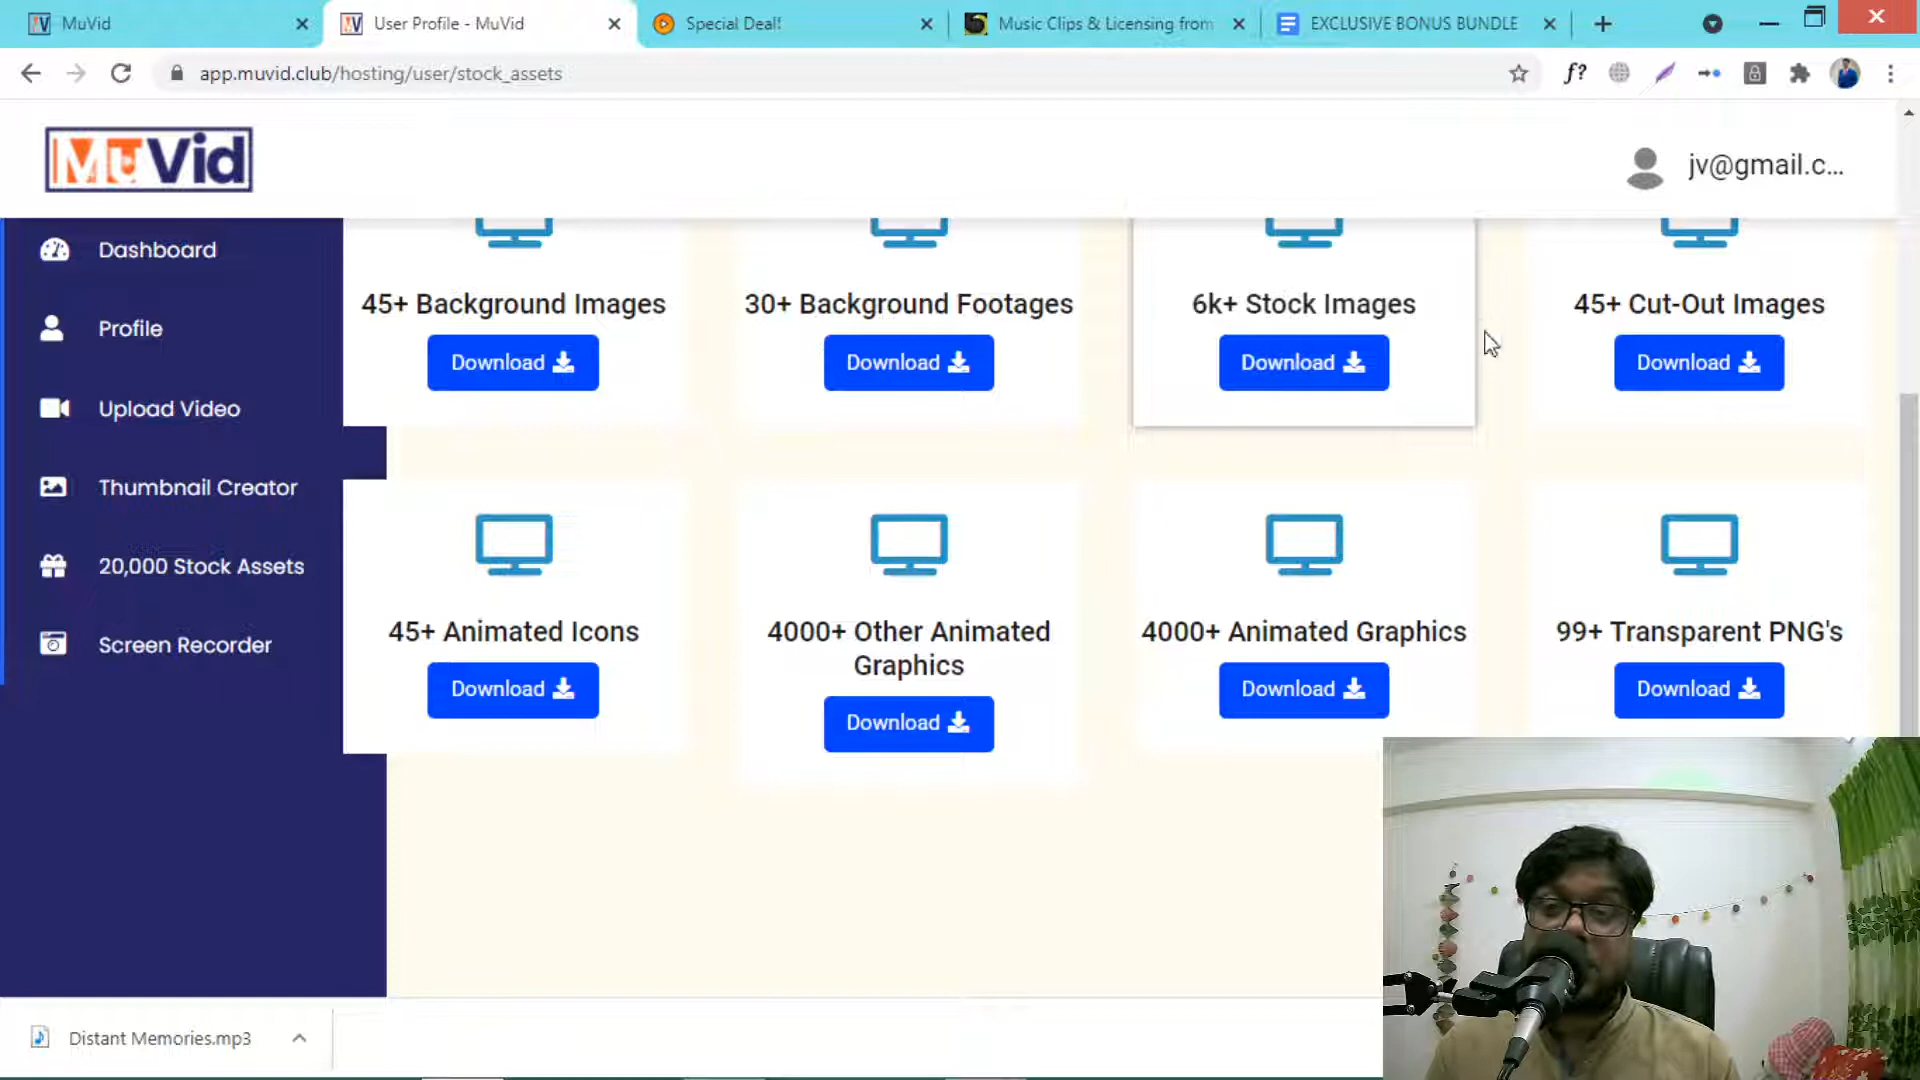 MuVid
User Profile - MuVid
Special Deal!
Music Clips & Licensing from
EXCLUSIVE BONUS BUNDLE
app.muvid.club/hosting/user/stock_assets
f?
MuVid
jv@gmail.c...
Dashboard
Profile
Upload Video
Thumbnail Creator
20,000 Stock Assets
Screen Recorder
45+ Background Images
Download
30+ Background Footages
Download
6k+ Stock Images
Download
45+ Cut-Out Images
Download
45+ Animated Icons
Download
4000+ Other Animated
Graphics
Download
4000+ Animated Graphics
Download
99+ Transparent PNG's
Download
Distant Memories.mp3